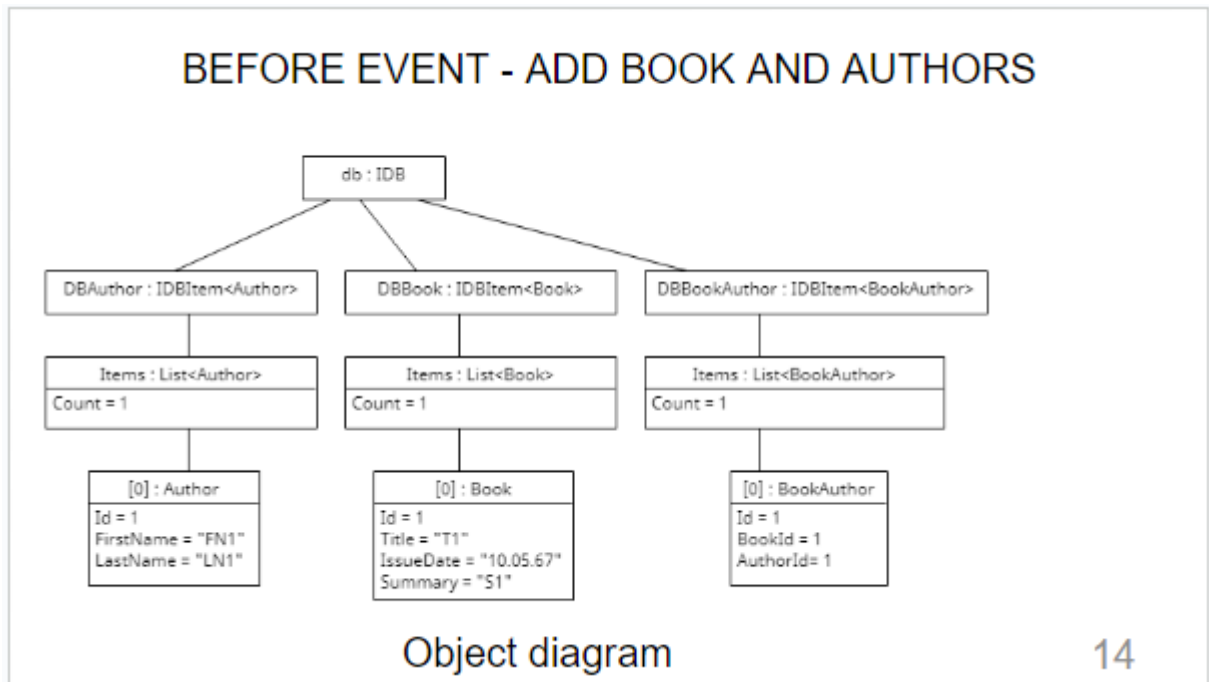 BEFORE EVENT - ADD BOOK AND AUTHORS
db : IDB
DBAuthor : IDBItem<Author>
DBBook : IDBItem<Book>
DBBookAuthor : IDBItem<BookAuthor>
Items : List<Author>
Count = 1
Items : List<Book>
Count = 1
Items : List<BookAuthor>
Count = 1
[0] : Author
Id = 1
FirstName = "FN1"
LastName = "LN1"
[0] : Book
Id = 1
Title = "T1"
IssueDate = "10.05.67"
Summary = "S1"
[0] : BookAuthor
Id = 1
BookId = 1
AuthorId= 1
Object diagram
14